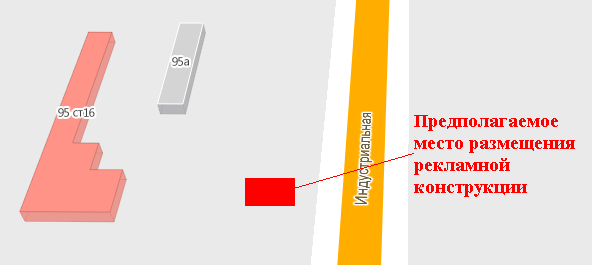 95а
95 ст16
Индустриальная
Предполагаемое
место размещения
рекламной
конструкции